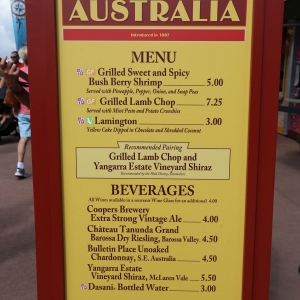 AUSTRALIA
Introduced in 1897
MENU
GF Grilled Sweet and Spicy
Bush Berry Shrimp 5.00
Served with Pineapple, Pepper, Onion, and Snap Peas
GF Grilled Lamb Chop 7.25
Served with Mint Pesto and Potato Crunchies
V Lamington 3.00
Yellow Cake Dipped in Chocolate and Shredded Coconut
Recommended Pairing
Grilled Lamb Chop and
Yangarra Estate Vineyard Shiraz
BEVERAGES
All Wines available in a souvenir Wine Glass for an additional 4.00
Coopers Brewery
Extra Strong Vintage Ale 4.00
Château Tanunda Grand
Barossa Dry Riesling, Barossa Valley 4.50
Bulletin Place Unoaked
Chardonnay, S.E. Australia 4.50
Yangarra Estate
Vineyard Shiraz, McLaren Vale 5.50
Dasani® Bottled Water 3.00